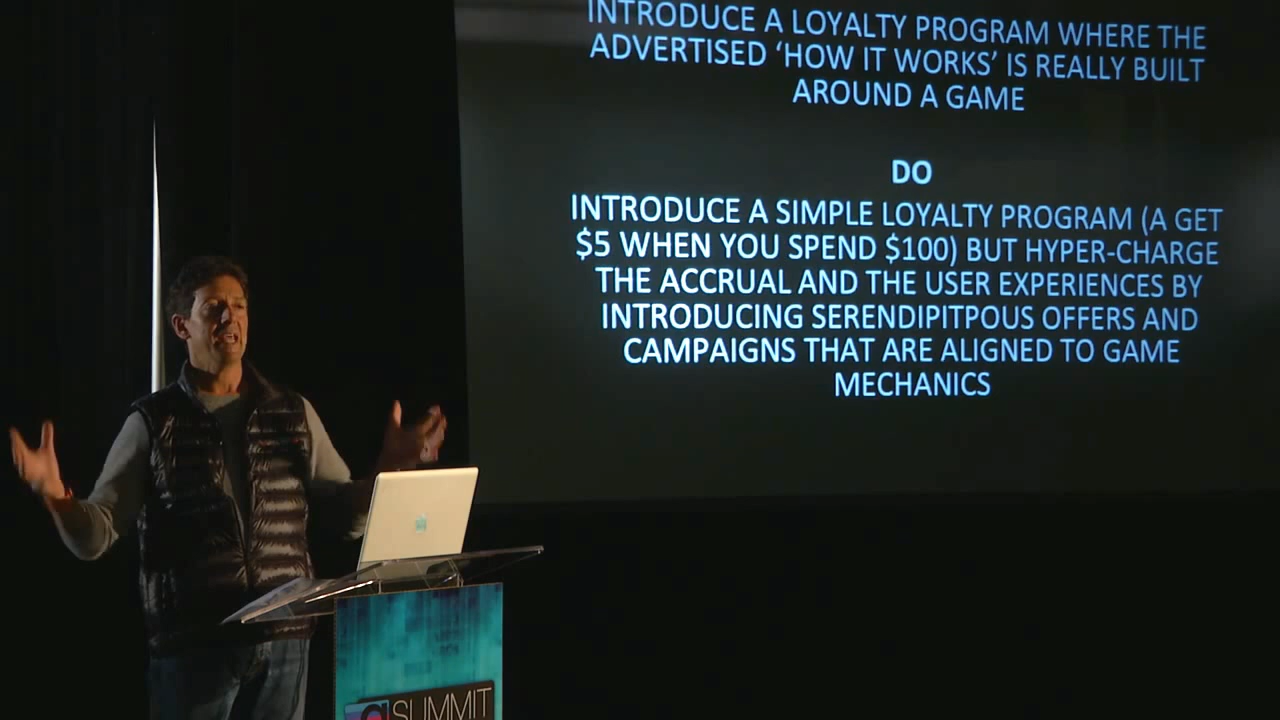 INTRODUCE A LOYALTY PROGRAM WHERE THE
ADVERTISED ‘HOW IT WORKS’ IS REALLY BUILT
AROUND A GAME
DO
INTRODUCE A SIMPLE LOYALTY PROGRAM (A GET
$5 WHEN YOU SPEND $100) BUT HYPER-CHARGE
THE ACCRUAL AND THE USER EXPERIENCES BY
INTRODUCING SERENDIPITPOUS OFFERS AND
CAMPAIGNS THAT ARE ALIGNED TO GAME
MECHANICS
SUMMIT